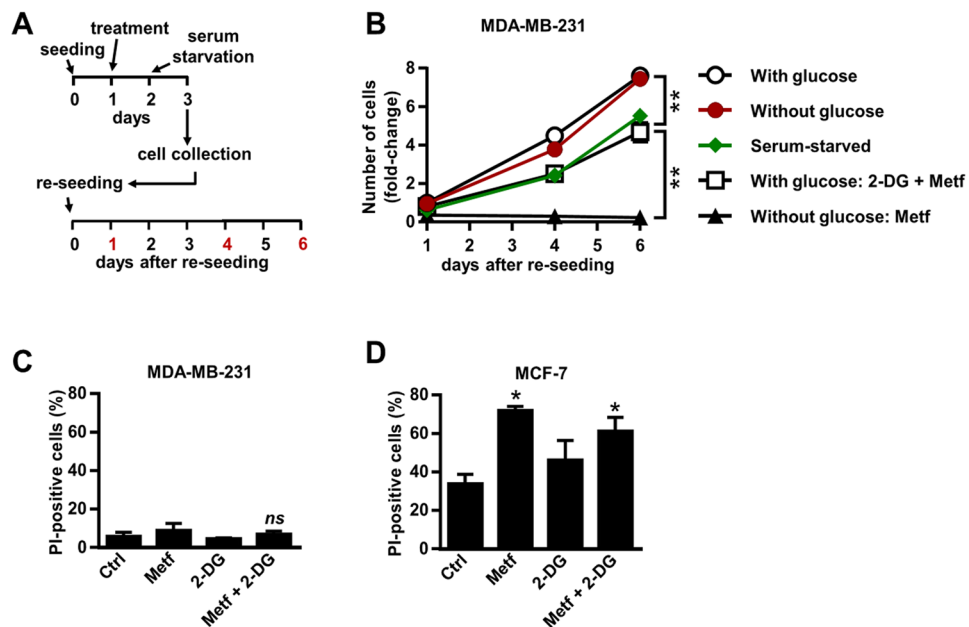 A
treatment
seeding
serum
starvation
0 1 2 3
days
cell collection
re-seeding
0 1 2 3 4 5 6
days after re-seeding
B
MDA-MB-231
Number of cells
(fold-change)
8
6
4
2
0
1 2 3 4 5 6
days after re-seeding
**
**
With glucose
Without glucose
Serum-starved
With glucose: 2-DG + Metf
Without glucose: Metf
C
MDA-MB-231
PI-positive cells (%)
80
60
40
20
0
ns
Ctrl
Metf
2-DG
Metf + 2-DG
D
MCF-7
PI-positive cells (%)
80
60
40
20
0
*
*
Ctrl
Metf
2-DG
Metf + 2-DG